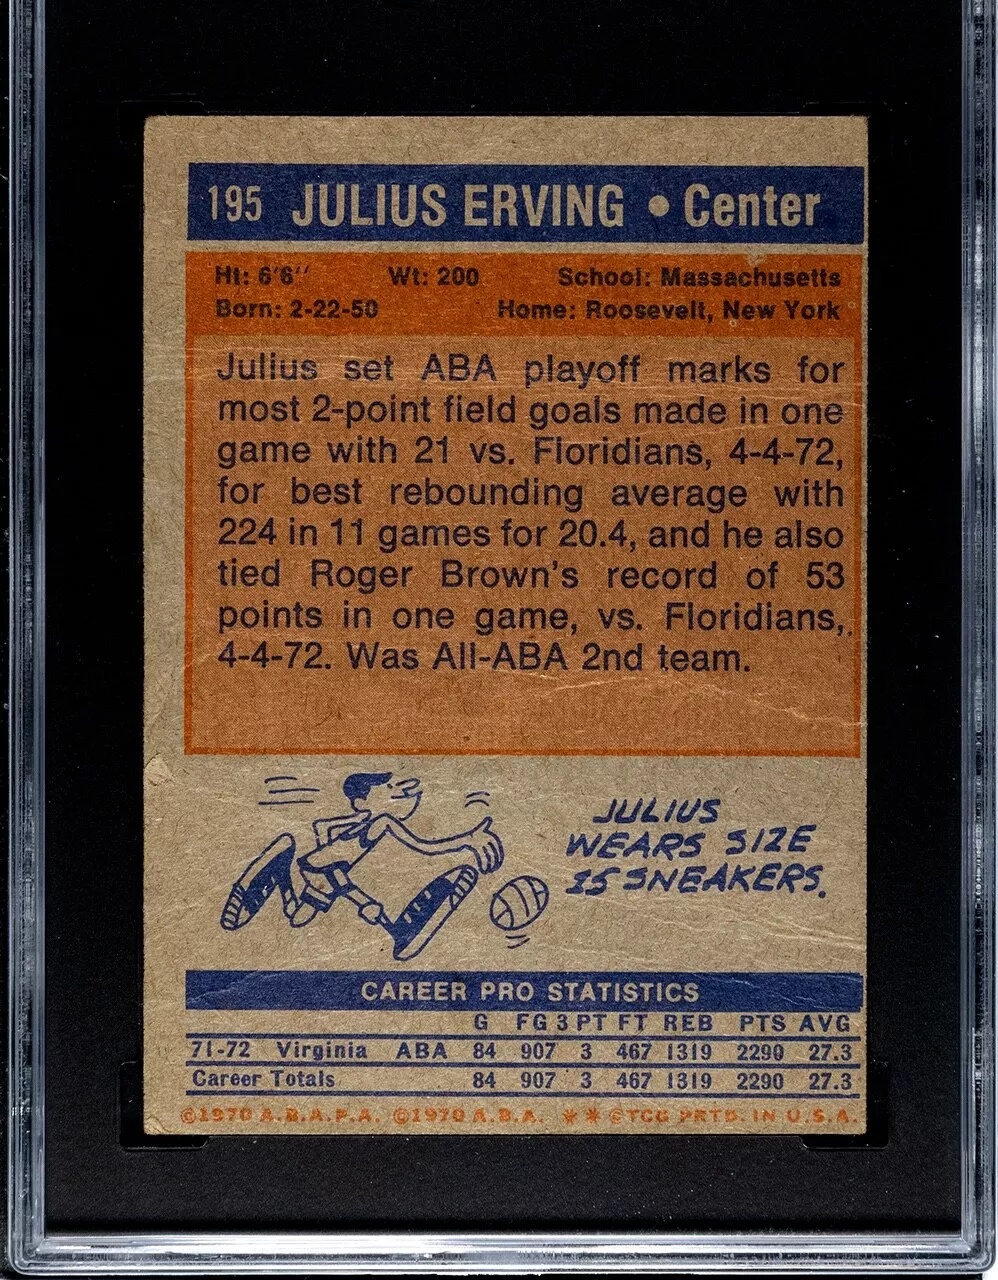 195 JULIUS ERVING • Center
Ht: 6'6'' Wt: 200 School: Massachusetts
Born: 2-22-50 Home: Roosevelt, New York
Julius set ABA playoff marks for
most 2-point field goals made in one
game with 21 vs. Floridians, 4-4-72,
for best rebounding average with
224 in 11 games for 20.4, and he also
tied Roger Brown's record of 53
points in one game, vs. Floridians,
4-4-72. Was All-ABA 2nd team.
JULIUS
WEARS SIZE
15 SNEAKERS.
CAREER PRO STATISTICS
G FG 3PT FT REB PTS AVG
71-72 Virginia ABA 84 907 3 467 1319 2290 27.3
Career Totals 84 907 3 467 1319 2290 27.3
©1970 A.B.A.P.A. ©1970 A.B.A. ** ©TCG PRTD. IN U.S.A.